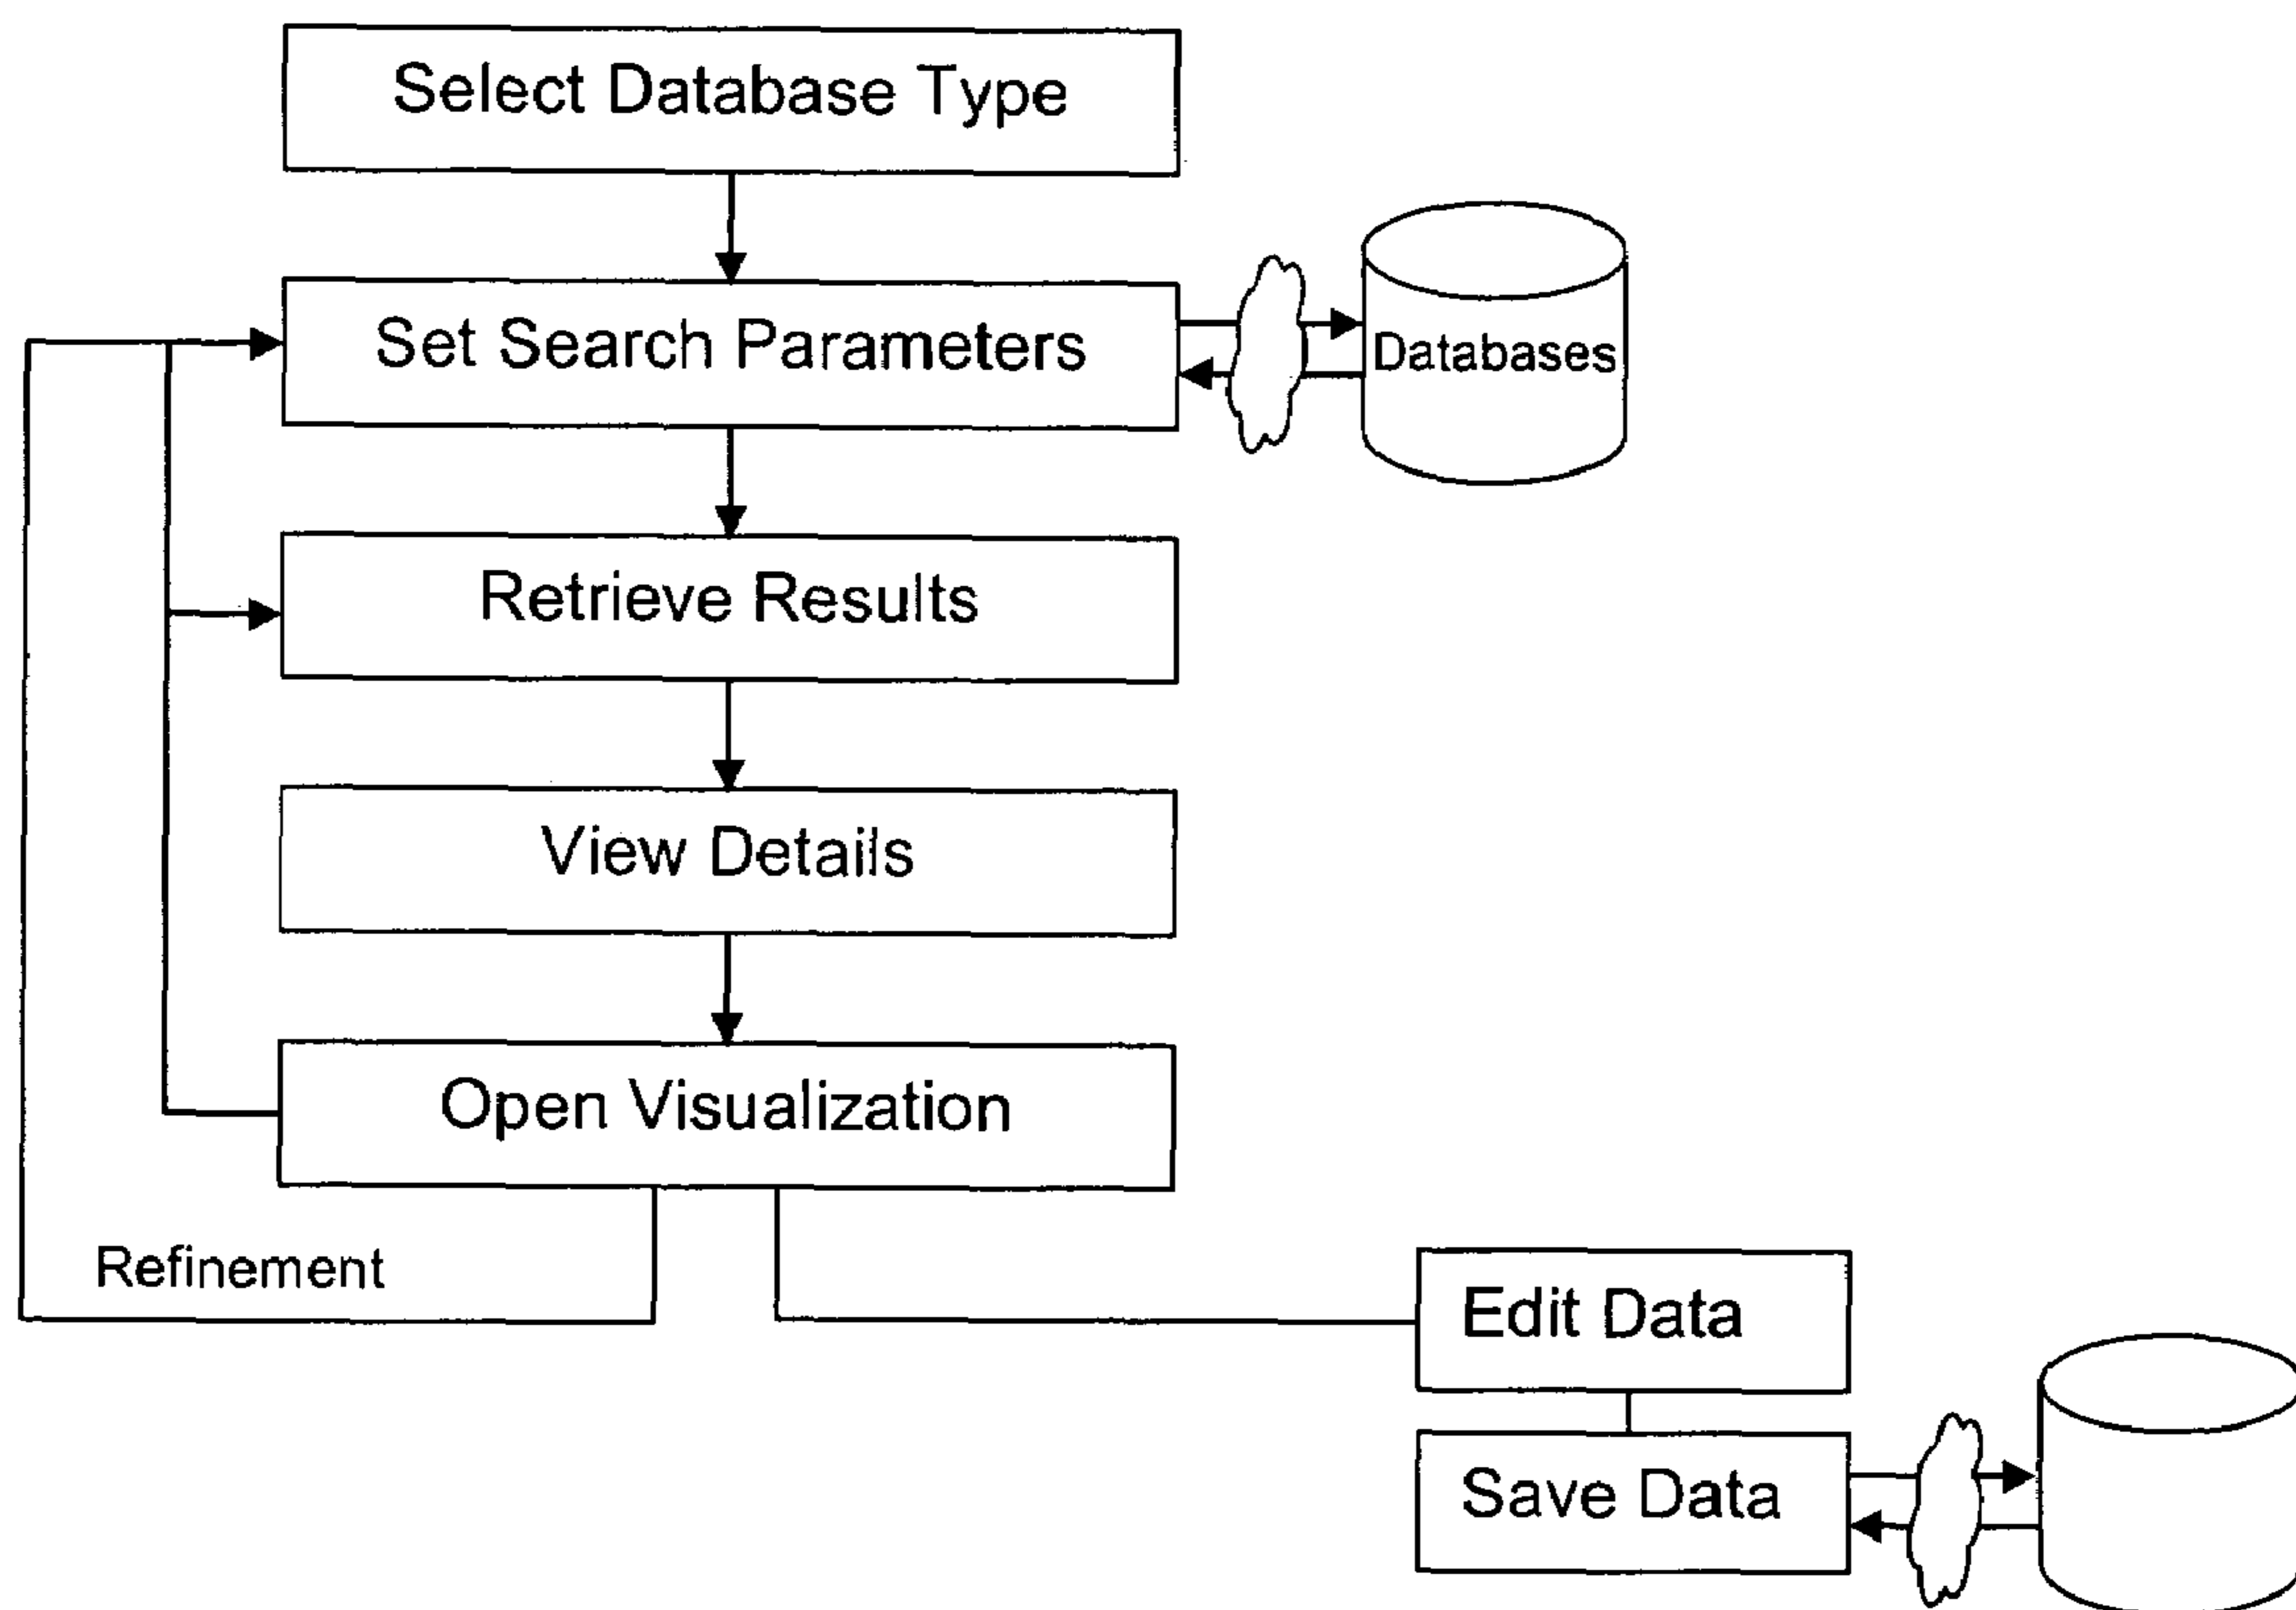 Select Database Type
Set Search Parameters
Databases
Retrieve Results
View Details
Open Visualization
Refinement
Edit Data
Save Data